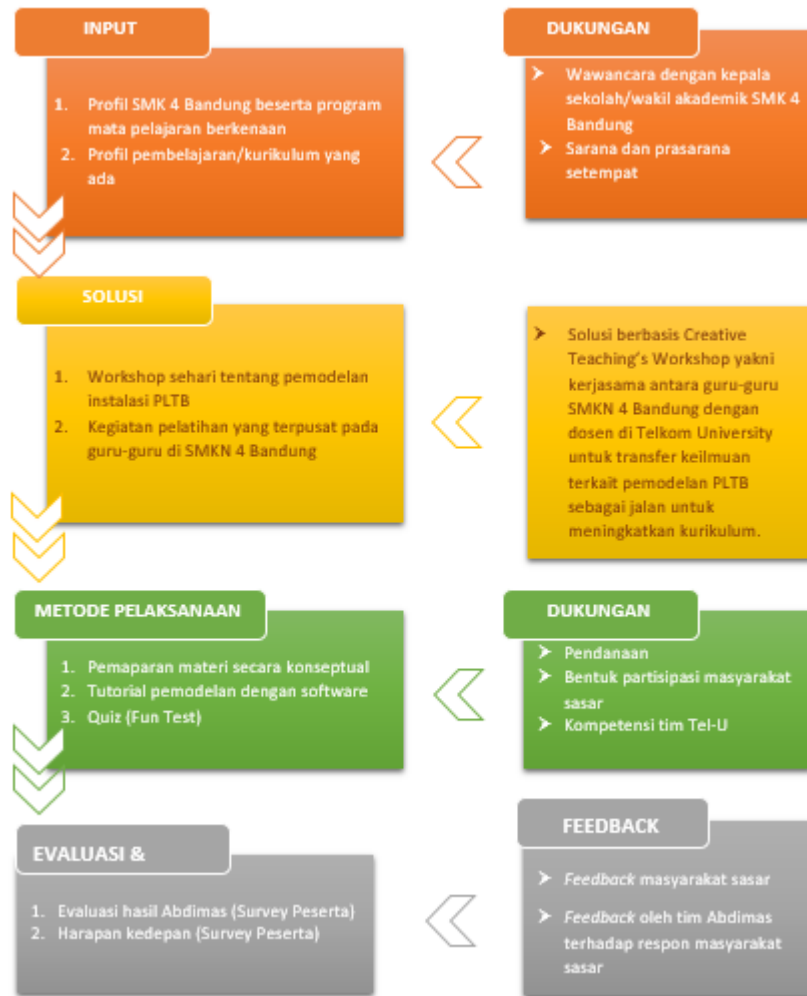 INPUT
1. Profil SMK 4 Bandung beserta program
mata pelajaran berkenaan
2. Profil pembelajaran/kurikulum yang
ada
DUKUNGAN
➤ Wawancara dengan kepala
sekolah/wakil akademik SMK 4
Bandung
➤ Sarana dan prasarana
setempat
SOLUSI
1. Workshop sehari tentang pemodelan
instalasi PLTB
2. Kegiatan pelatihan yang terpusat pada
guru-guru di SMKN 4 Bandung
➤ Solusi berbasis Creative
Teaching's Workshop yakni
kerjasama antara guru-guru
SMKN 4 Bandung dengan
dosen di Telkom University
untuk transfer keilmuan
terkait pemodelan PLTB
sebagai jalan untuk
meningkatkan kurikulum.
METODE PELAKSANAAN
1. Pemaparan materi secara konseptual
2. Tutorial pemodelan dengan software
3. Quiz (Fun Test)
DUKUNGAN
➤ Pendanaan
➤ Bentuk partisipasi masyarakat
sasar
➤ Kompetensi tim Tel-U
EVALUASI &
1. Evaluasi hasil Abdimas (Survey Peserta)
2. Harapan kedepan (Survey Peserta)
FEEDBACK
➤ Feedback masyarakat sasar
➤ Feedback oleh tim Abdimas
terhadap respon masyarakat
sasar